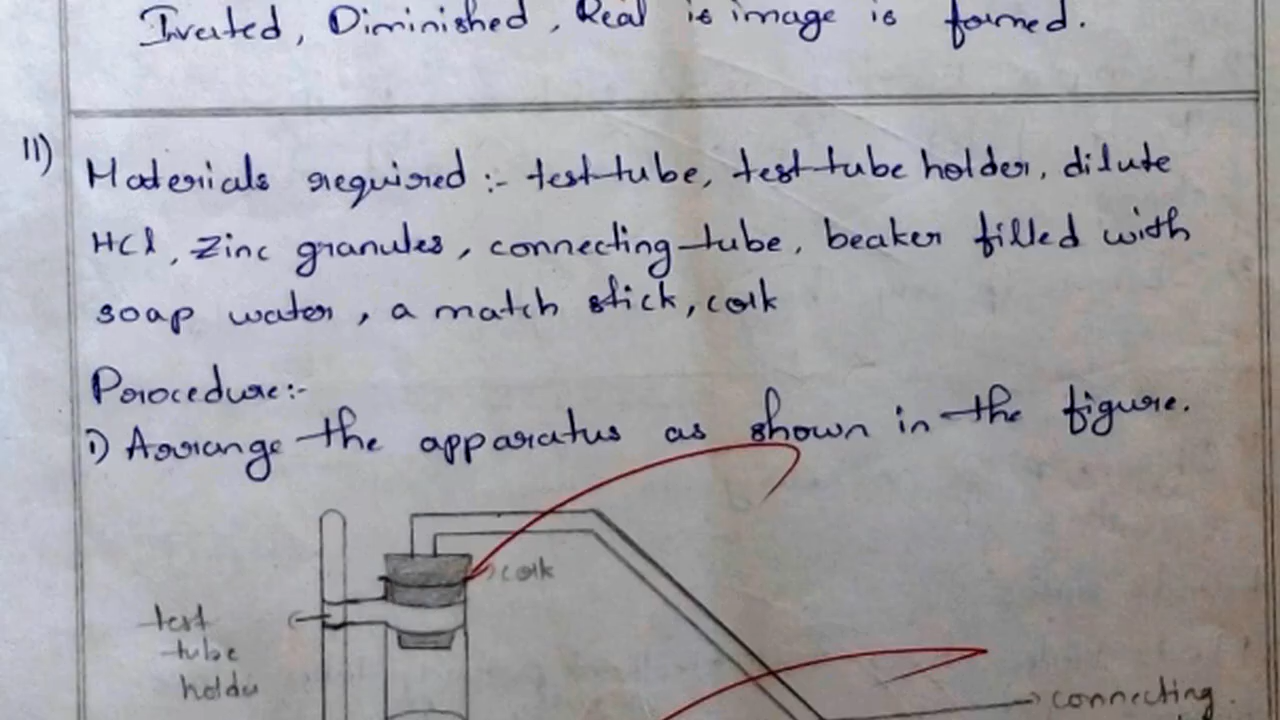 Inverted, Diminished, Real is image is formed.
11)
Materials required :- test tube, test tube holder, dilute
HCl, Zinc granules, connecting tube, beaker filled with
soap water, a match stick, cork
Procedure:-
i) Arrange the apparatus as shown in the figure.
cork
test
tube
holder
connecting